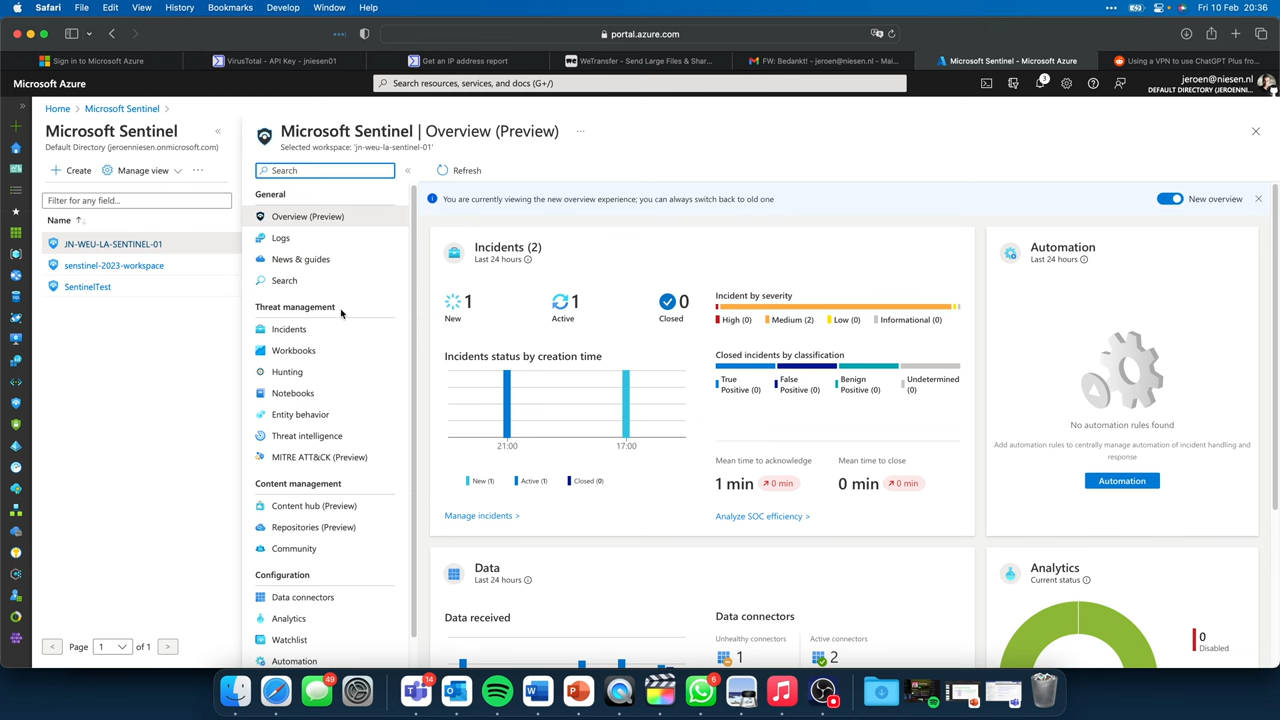 Safari File Edit View History Bookmarks Develop Window Help
Fri 10 Feb 20:36
portal.azure.com
Sign in to Microsoft Azure
VirusTotal - API Key - jniesen01
Get an IP address report
WeTransfer - Send Large Files & Shar...
FW: Bedankt! - jeroen@niesen.nl - Mai...
Microsoft Sentinel - Microsoft Azure
Using a VPN to use ChatGPT Plus fro...
Microsoft Azure
Search resources, services, and docs (G+/)
3
jeroen@niesen.nl
DEFAULT DIRECTORY (JEROENNI...
Home > Microsoft Sentinel >
Microsoft Sentinel
Default Directory (jeroenniesen.onmicrosoft.com)
Create
Manage view
Filter for any field...
Name
JN-WEU-LA-SENTINEL-01
senstinel-2023-workspace
SentinelTest
Page 1 of 1
Microsoft Sentinel | Overview (Preview)
Selected workspace: 'jn-weu-la-sentinel-01'
Search
Refresh
General
Overview (Preview)
Logs
News & guides
Search
Threat management
Incidents
Workbooks
Hunting
Notebooks
Entity behavior
Threat intelligence
MITRE ATT&CK (Preview)
Content management
Content hub (Preview)
Repositories (Preview)
Community
Configuration
Data connectors
Analytics
Watchlist
Automation
You are currently viewing the new overview experience; you can always switch back to old one
New overview
Incidents (2)
Last 24 hours
1
New
1
Active
0
Closed
Incidents status by creation time
21:00
17:00
New (1)
Active (1)
Closed (0)
Manage incidents >
Incident by severity
High (0)
Medium (2)
Low (0)
Informational (0)
Closed incidents by classification
True Positive (0)
False Positive (0)
Benign Positive (0)
Undetermined (0)
Mean time to acknowledge
1 min
0 min
Mean time to close
0 min
0 min
Analyze SOC efficiency >
Automation
Last 24 hours
No automation rules found
Add automation rules to centrally manage automation of incident handling and
response
Automation
Data
Last 24 hours
Data received
Data connectors
Unhealthy connectors
1
Active connectors
2
Analytics
Current status
0
Disabled
49
14
6